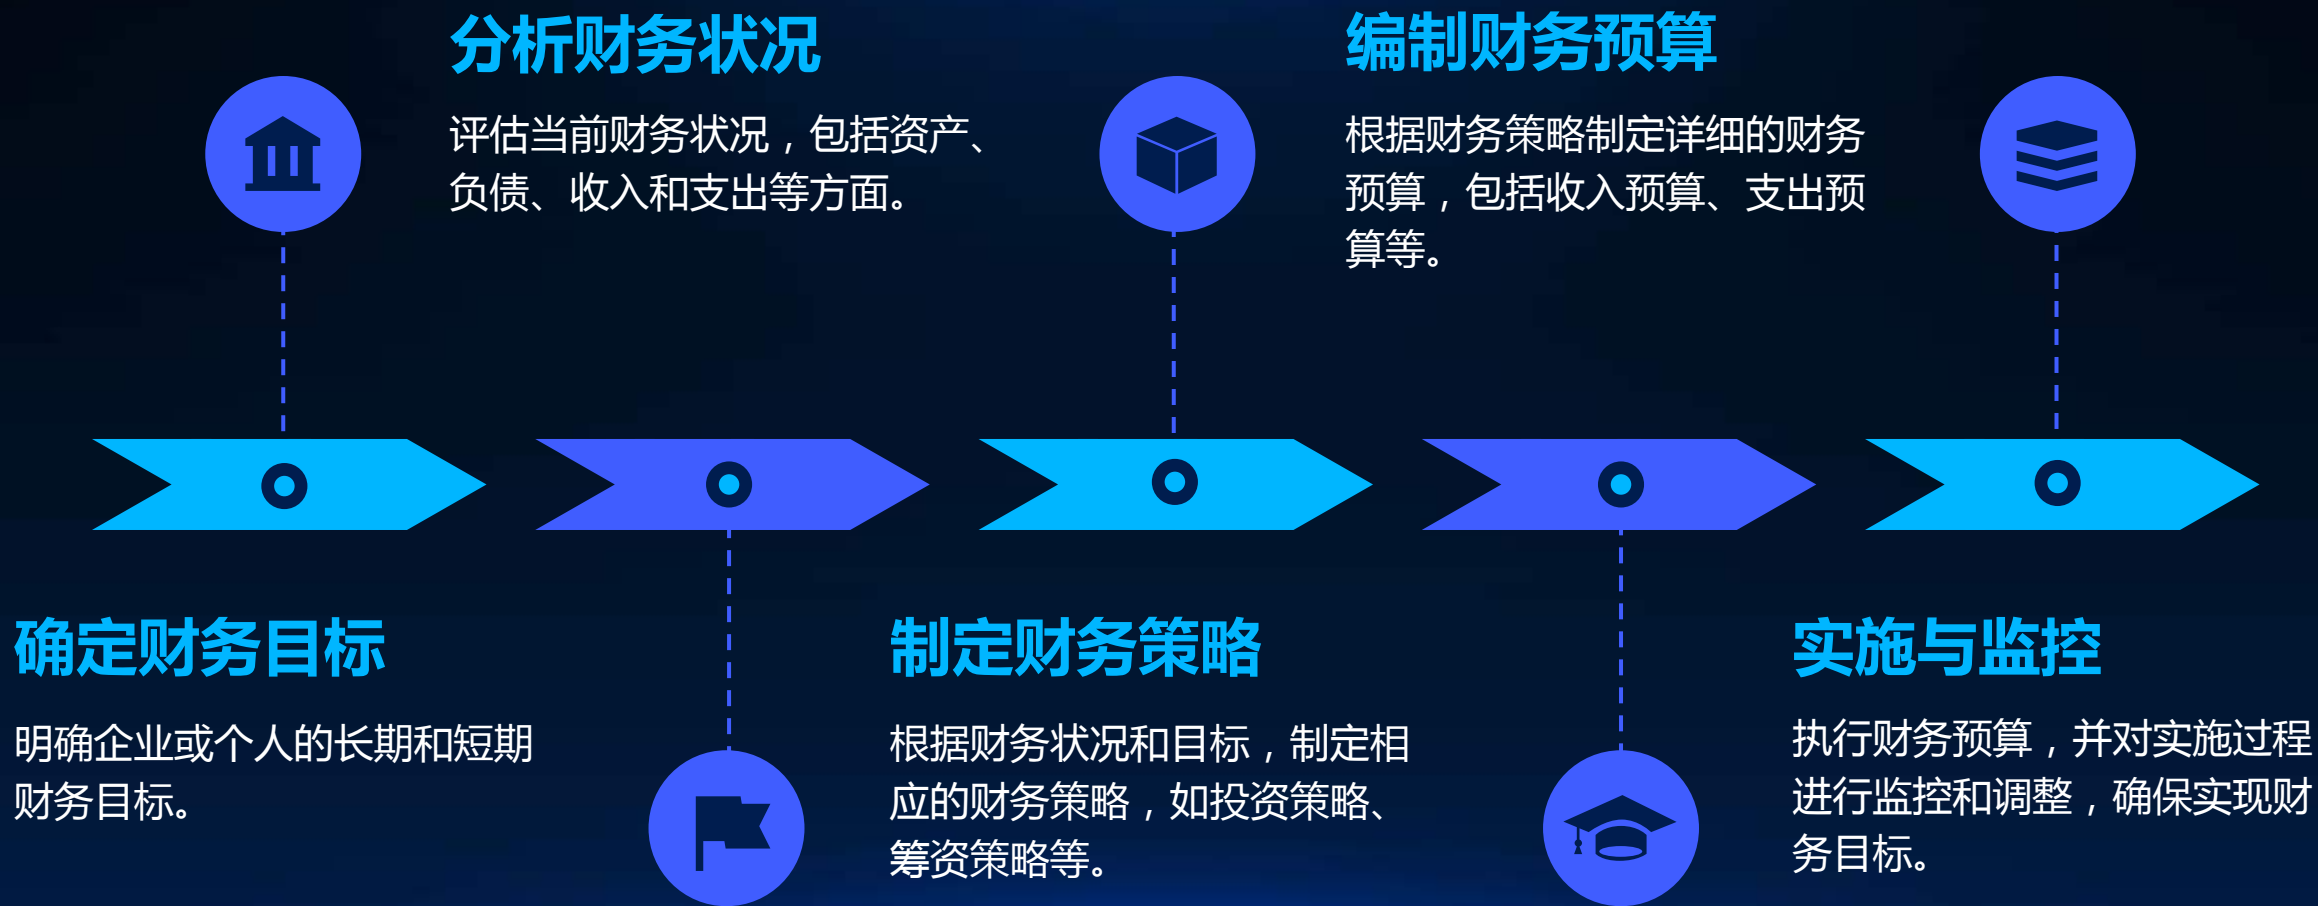 确定财务目标
明确企业或个人的长期和短期
财务目标。
分析财务状况
评估当前财务状况，包括资产、
负债、收入和支出等方面。
制定财务策略
根据财务状况和目标，制定相
应的财务策略，如投资策略、
筹资策略等。
编制财务预算
根据财务策略制定详细的财务
预算，包括收入预算、支出预
算等。
实施与监控
执行财务预算，并对实施过程
进行监控和调整，确保实现财
务目标。